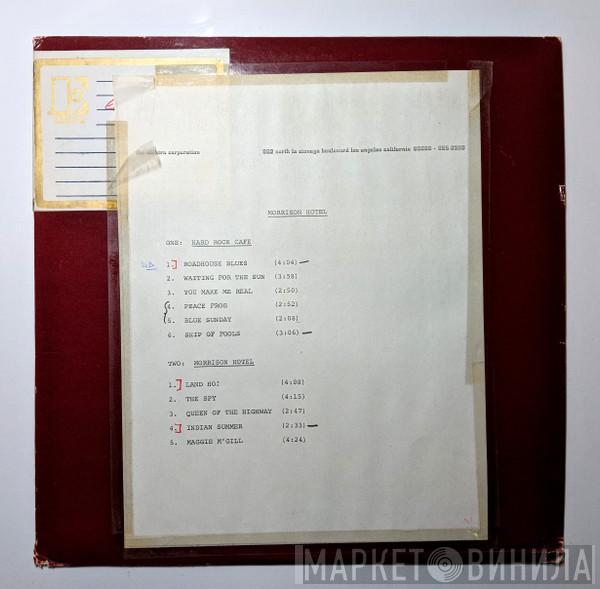 corporation 962 north la cienega boulevard los angeles california
MORRISON HOTEL
ONE: HARD ROCK CAFE
1. ROADHOUSE BLUES (4:04)
2. WAITING FOR THE SUN (3:58)
3. YOU MAKE ME REAL (2:50)
4. PEACE FROG (2:52)
5. BLUE SUNDAY (2:08)
6. SHIP OF FOOLS (3:06)
TWO: MORRISON HOTEL
1. LAND HO! (4:08)
2. THE SPY (4:15)
3. QUEEN OF THE HIGHWAY (2:47)
4. INDIAN SUMMER (2:33)
5. MAGGIE M'GILL (4:24)
МАРКЕТ ВИНИЛА